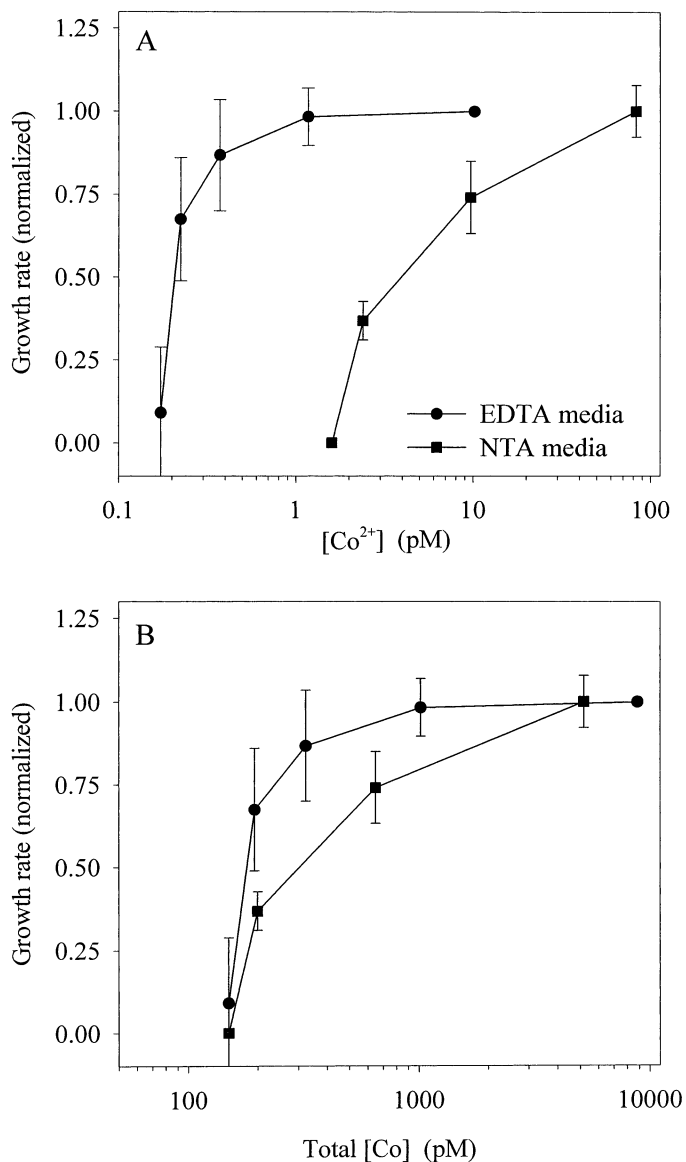 A
1.25
1.00
0.75
0.50
0.25
0.00
Growth rate (normalized)
EDTA media
NTA media
0.1 1 10 100
[Co²⁺] (pM)
B
1.25
1.00
0.75
0.50
0.25
0.00
Growth rate (normalized)
100 1000 10000
Total [Co] (pM)